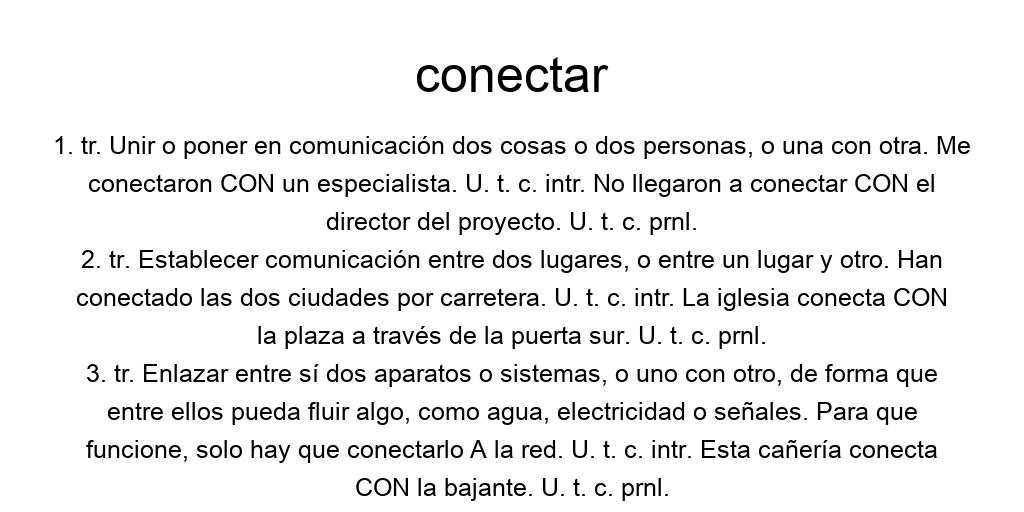 conectar
1. tr. Unir o poner en comunicación dos cosas o dos personas, o una con otra. Me
conectaron CON un especialista. U. t. c. intr. No llegaron a conectar CON el
director del proyecto. U. t. c. prnl.
2. tr. Establecer comunicación entre dos lugares, o entre un lugar y otro. Han
conectado las dos ciudades por carretera. U. t. c. intr. La iglesia conecta CON
la plaza a través de la puerta sur. U. t. c. prnl.
3. tr. Enlazar entre sí dos aparatos o sistemas, o uno con otro, de forma que
entre ellos pueda fluir algo, como agua, electricidad o señales. Para que
funcione, solo hay que conectarlo A la red. U. t. c. intr. Esta cañería conecta
CON la bajante. U. t. c. prnl.